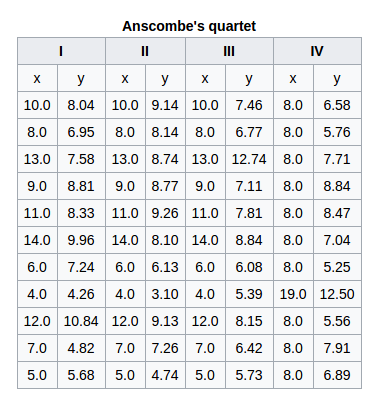 Anscombe's quartet
I II III IV
x y x y x y x y
10.0 8.04 10.0 9.14 10.0 7.46 8.0 6.58
8.0 6.95 8.0 8.14 8.0 6.77 8.0 5.76
13.0 7.58 13.0 8.74 13.0 12.74 8.0 7.71
9.0 8.81 9.0 8.77 9.0 7.11 8.0 8.84
11.0 8.33 11.0 9.26 11.0 7.81 8.0 8.47
14.0 9.96 14.0 8.10 14.0 8.84 8.0 7.04
6.0 7.24 6.0 6.13 6.0 6.08 8.0 5.25
4.0 4.26 4.0 3.10 4.0 5.39 19.0 12.50
12.0 10.84 12.0 9.13 12.0 8.15 8.0 5.56
7.0 4.82 7.0 7.26 7.0 6.42 8.0 7.91
5.0 5.68 5.0 4.74 5.0 5.73 8.0 6.89